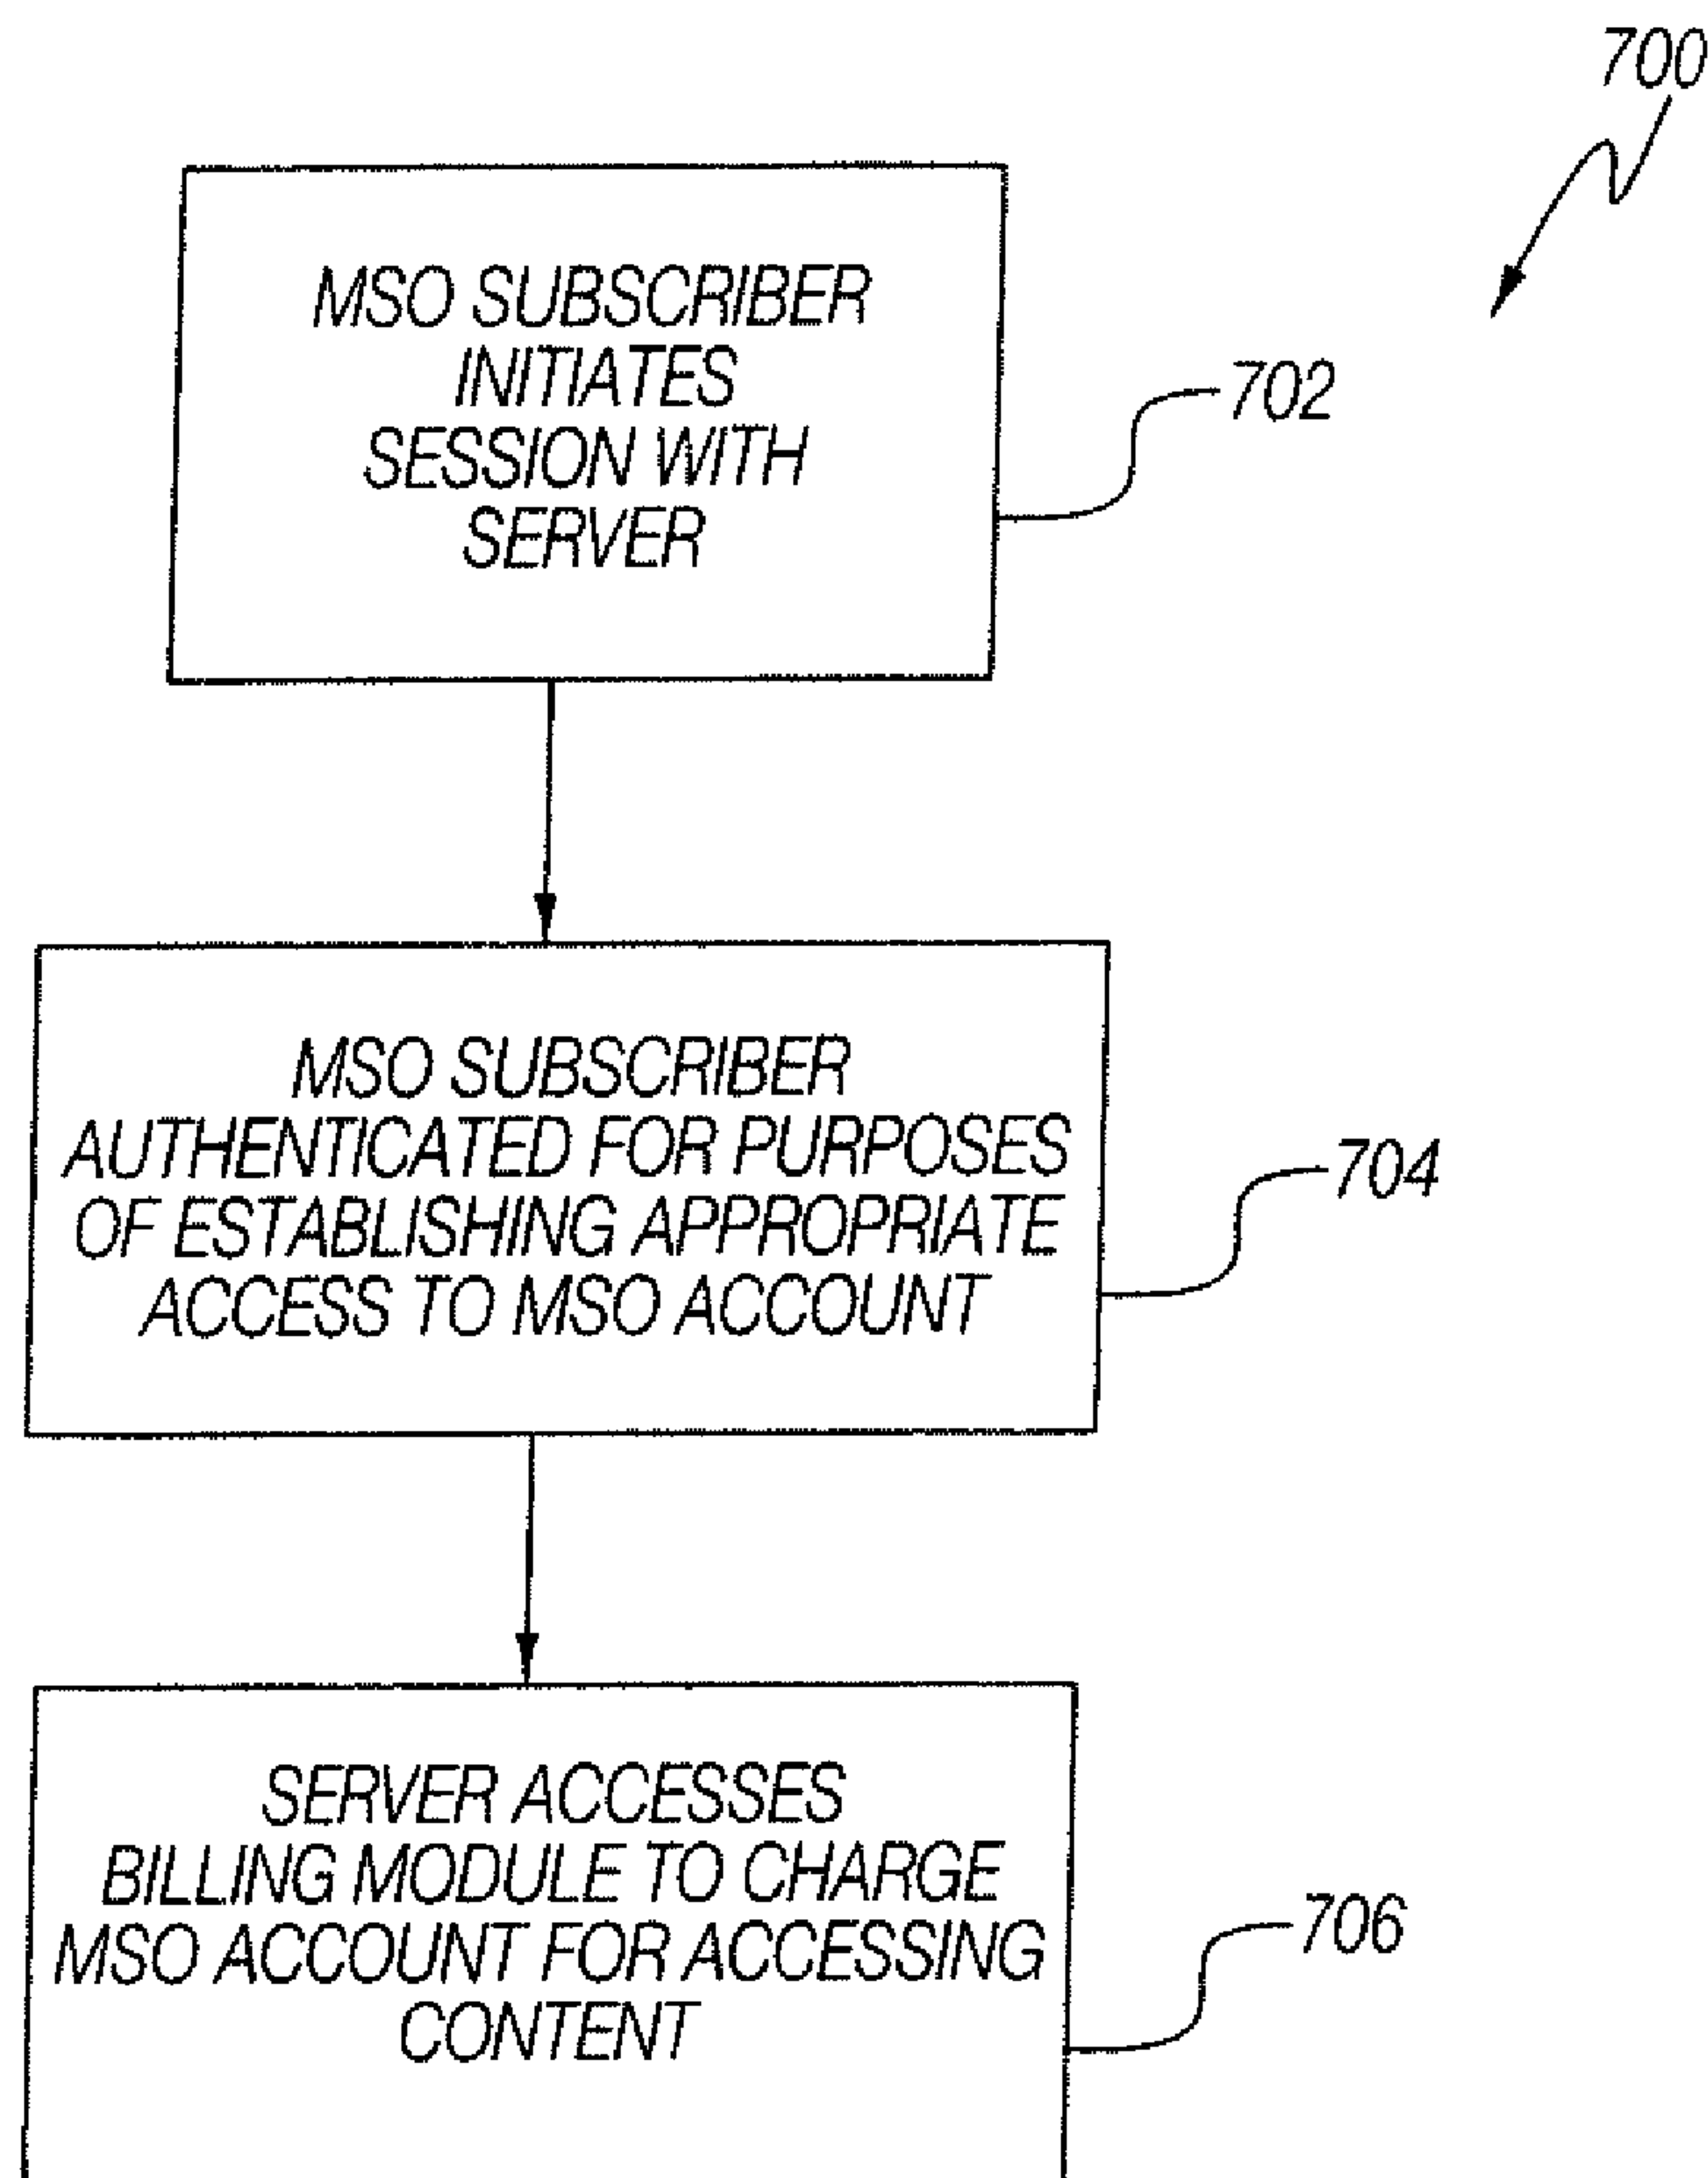 700
MSO SUBSCRIBER
INITIATES
SESSION WITH
SERVER
702
MSO SUBSCRIBER
AUTHENTICATED FOR PURPOSES
OF ESTABLISHING APPROPRIATE
ACCESS TO MSO ACCOUNT
704
SERVER ACCESSES
BILLING MODULE TO CHARGE
MSO ACCOUNT FOR ACCESSING
CONTENT
706